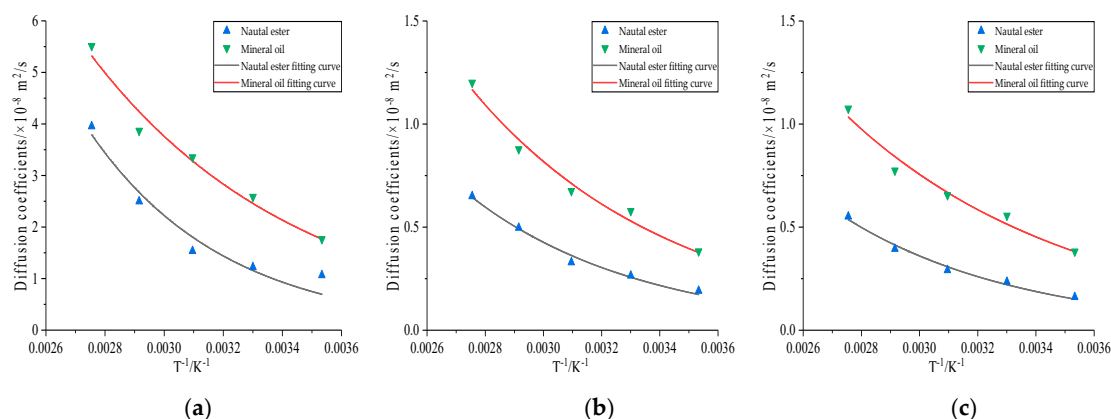 6
5
4
3
2
1
0
0.0026 0.0028 0.0030 0.0032 0.0034 0.0036
Diffusion coefficients/×10⁻⁸ m²/s
T⁻¹/K⁻¹
Nautal ester
Mineral oil
Nautal ester fitting curve
Mineral oil fitting curve
(a)
1.5
1.0
0.5
0.0
0.0026 0.0028 0.0030 0.0032 0.0034 0.0036
Diffusion coefficients/×10⁻⁸ m²/s
T⁻¹/K⁻¹
Nautal ester
Mineral oil
Nautal ester fitting curve
Mineral oil fitting curve
(b)
1.5
1.0
0.5
0.0
0.0026 0.0028 0.0030 0.0032 0.0034 0.0036
Diffusion coefficients/×10⁻⁸ m²/s
T⁻¹/K⁻¹
Nautal ester
Mineral oil
Nautal ester fitting curve
Mineral oil fitting curve
(c)